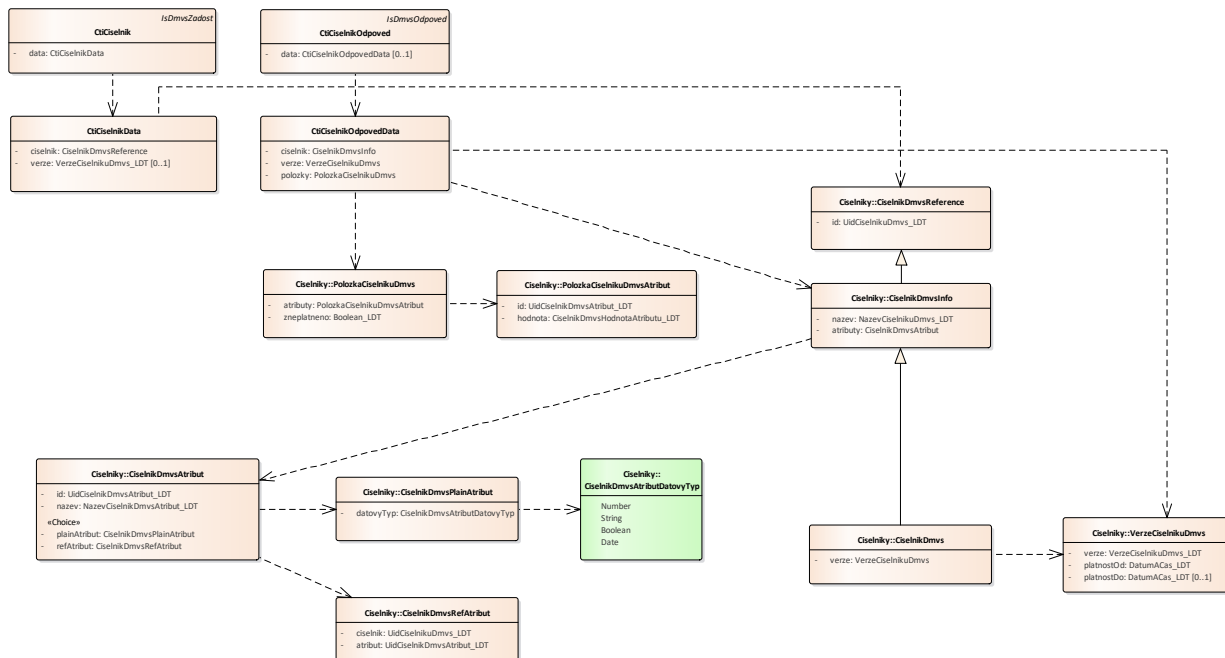 IsDmvsZadost
CtiCiselnik
- data: CtiCiselnikData
IsDmvsOdpoved
CtiCiselnikOdpoved
- data: CtiCiselnikOdpovedData [0..1]
CtiCiselnikData
- ciselnik: CiselnikDmvsReference
- verze: VerzeCiselnikuDmvs_LDT [0..1]
CtiCiselnikOdpovedData
- ciselnik: CiselnikDmvsInfo
- verze: VerzeCiselnikuDmvs
- polozky: PolozkaCiselnikuDmvs
Ciselniky::CiselnikDmvsReference
- id: UidCiselnikuDmvs_LDT
Ciselniky::PolozkaCiselnikuDmvs
- atributy: PolozkaCiselnikuDmvsAtribut
- zneplatneno: Boolean_LDT
Ciselniky::PolozkaCiselnikuDmvsAtribut
- id: UidCiselnikDmvsAtribut_LDT
- hodnota: CiselnikDmvsHodnotaAtributu_LDT
Ciselniky::CiselnikDmvsInfo
- nazev: NazevCiselnikuDmvs_LDT
- atributy: CiselnikDmvsAtribut
Ciselniky::CiselnikDmvsAtribut
- id: UidCiselnikDmvsAtribut_LDT
- nazev: NazevCiselnikDmvsAtribut_LDT
«Choice»
- plainAtribut: CiselnikDmvsPlainAtribut
- refAtribut: CiselnikDmvsRefAtribut
Ciselniky::CiselnikDmvsPlainAtribut
- datovyTyp: CiselnikDmvsAtributDatovyTyp
Ciselniky::
CiselnikDmvsAtributDatovyTyp
Number
String
Boolean
Date
Ciselniky::CiselnikDmvs
- verze: VerzeCiselnikuDmvs
Ciselniky::VerzeCiselnikuDmvs
- verze: VerzeCiselnikuDmvs_LDT
- platnostOd: DatumACas_LDT
- platnostDo: DatumACas_LDT [0..1]
Ciselniky::CiselnikDmvsRefAtribut
- ciselnik: UidCiselnikuDmvs_LDT
- atribut: UidCiselnikDmvsAtribut_LDT